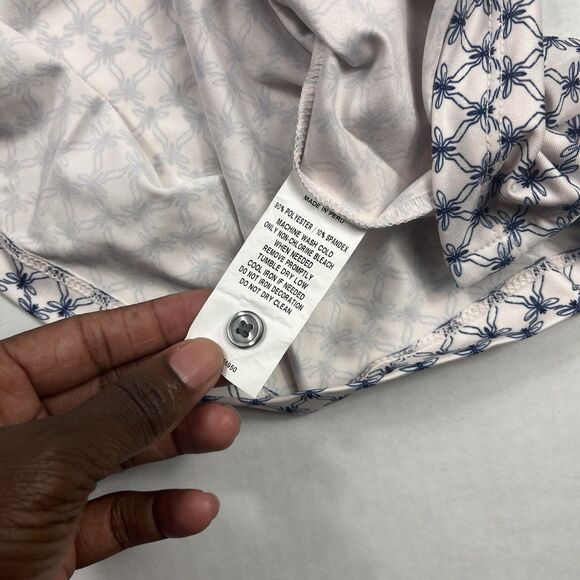 MADE IN PERU
90% POLYESTER / 10% SPANDEX
MACHINE WASH COLD
ONLY NON-CHLORINE BLEACH
WHEN NEEDED
REMOVE PROMPTLY
TUMBLE DRY LOW
COOL IRON IF NEEDED
DO NOT IRON DECORATION
DO NOT DRY CLEAN